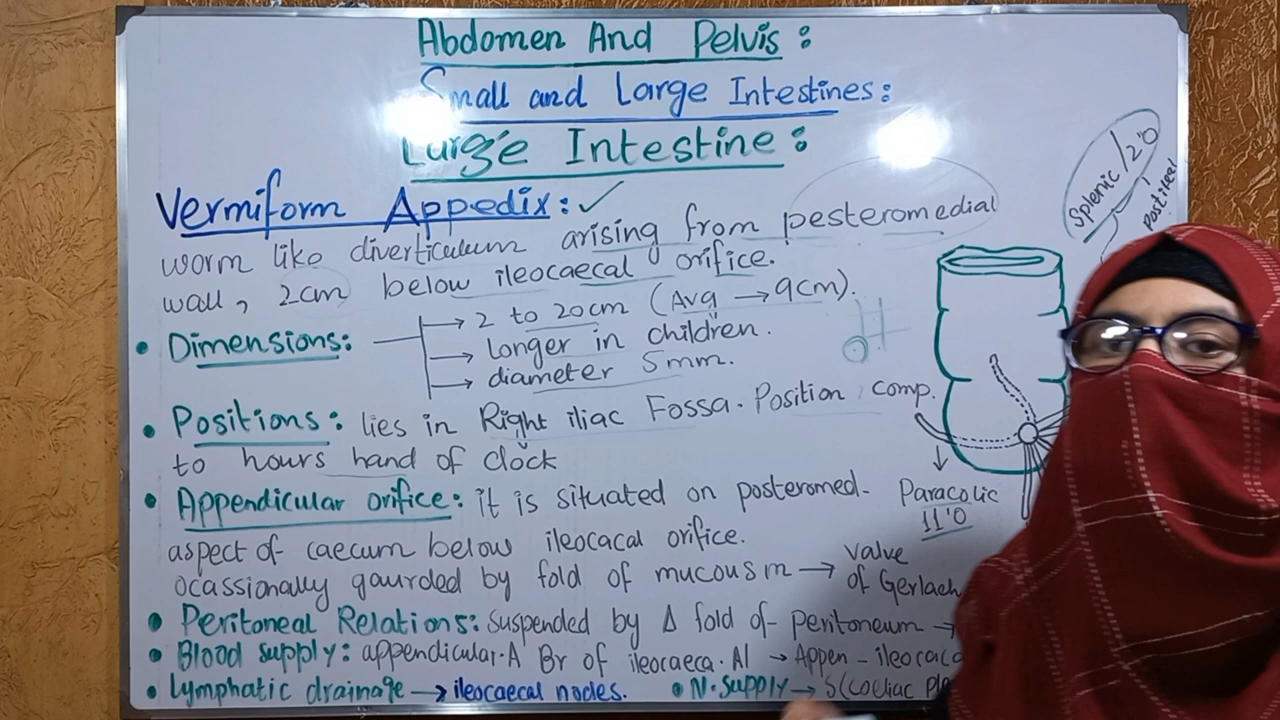 Abdomen And Pelvis:
Small and Large Intestines:
Large Intestine:
Vermiform Appedix: ✓
worm like diverticulum arising from pesteromedial
wall, 2cm below ileocaecal orifice.
• Dimensions:
→ 2 to 20cm (Avg → 9cm).
→ longer in children.
→ diameter 5mm.
• Positions: lies in Right iliac Fossa. Position comp.
to hours hand of clock
• Appendicular orifice: it is situated on posteromed-
aspect of caecum below ileocacal orifice.
ocassionally gaurded by fold of mucous m → valve
of Gerlach
• Peritoneal Relations: Suspended by Δ fold of peritoneum →
• Blood supply: appendicular.A Br of ileocaeca. Al → Appen - ileocac
• Lymphatic drainage → ileocaecal nodes.
• N. supply → S(coeliac
Splenic / 2'O
Paracolic
11'O